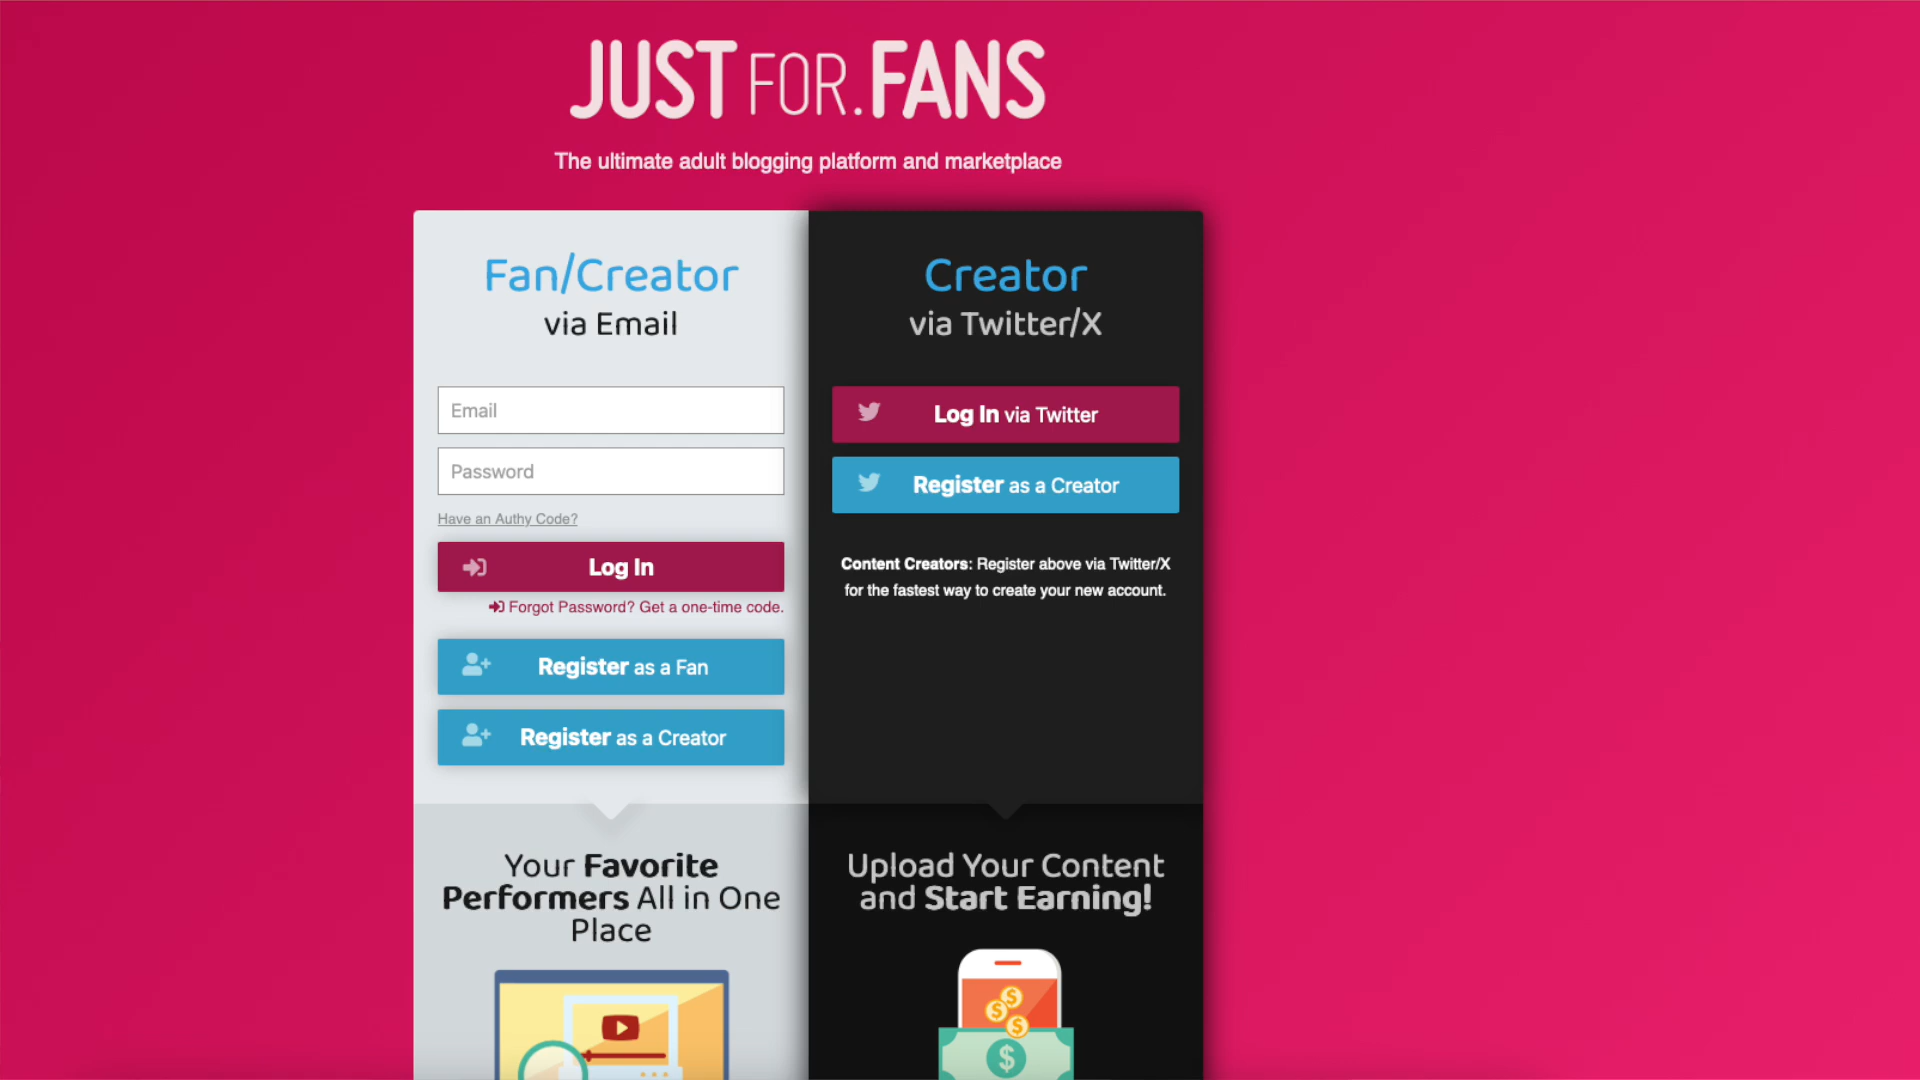 JUST FOR.FANS
The ultimate adult blogging platform and marketplace
Fan/Creator
via Email
Email
Password
Have an Authy Code?
Log In
Forgot Password? Get a one-time code.
Register as a Fan
Register as a Creator
Your Favorite
Performers All in One
Place
Creator
via Twitter/X
Log In via Twitter
Register as a Creator
Content Creators: Register above via Twitter/X
for the fastest way to create your new account.
Upload Your Content
and Start Earning!
$
$
$
$